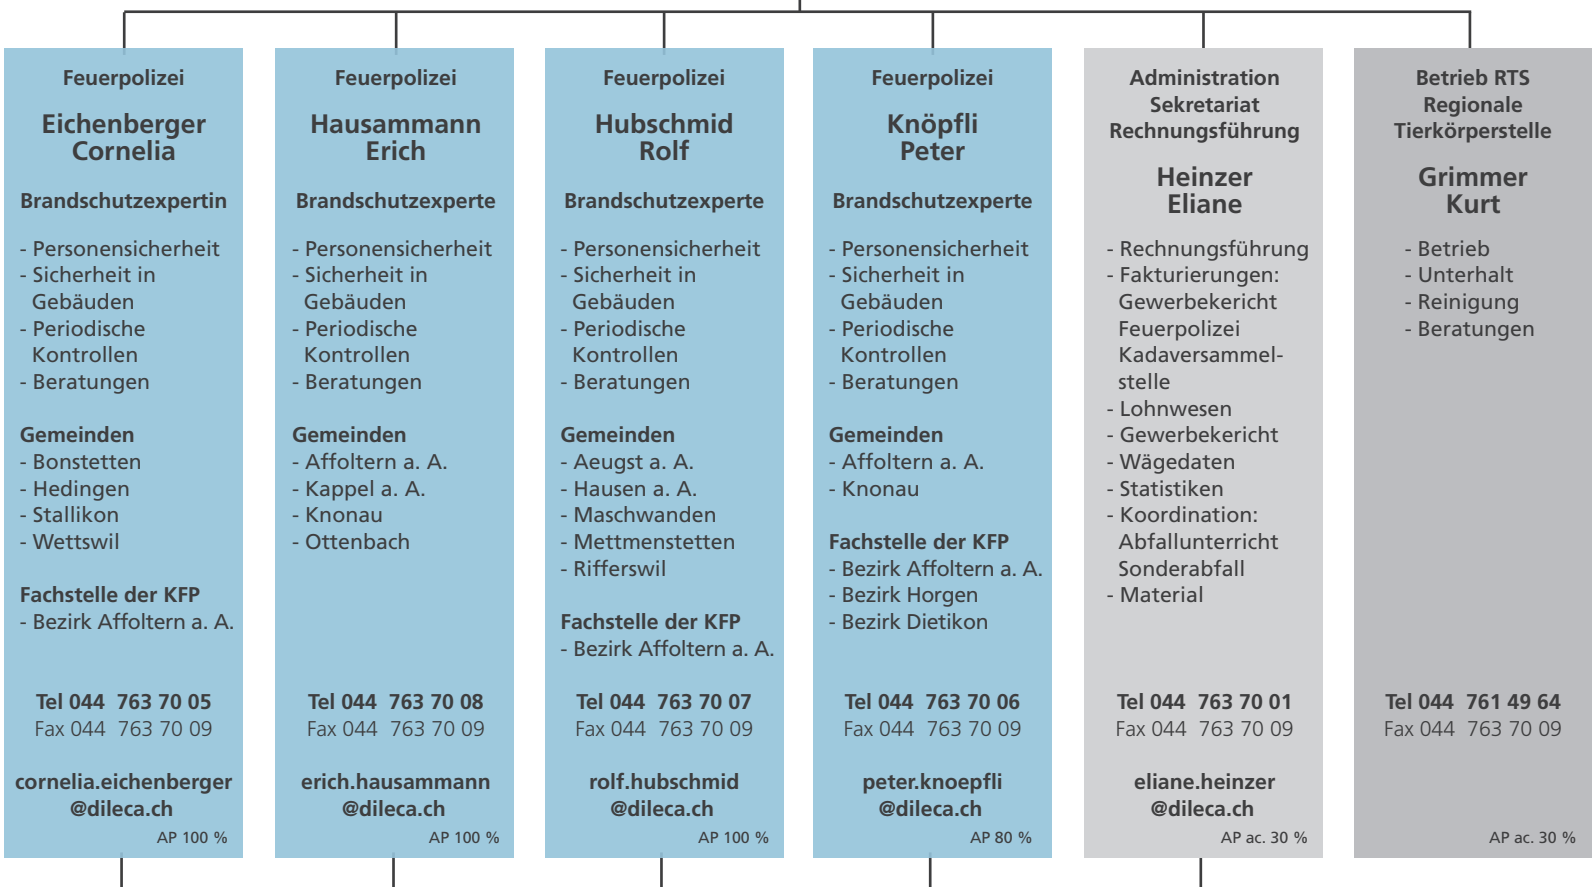 Feuerpolizei
Eichenberger
Cornelia
Brandschutzexpertin
- Personensicherheit
- Sicherheit in
Gebäuden
- Periodische
Kontrollen
- Beratungen
Gemeinden
- Bonstetten
- Hedingen
- Stallikon
- Wettswil
Fachstelle der KFP
- Bezirk Affoltern a. A.
Tel 044 763 70 05
Fax 044 763 70 09
cornelia.eichenberger
@dileca.ch
AP 100 %
Feuerpolizei
Hausammann
Erich
Brandschutzexperte
- Personensicherheit
- Sicherheit in
Gebäuden
- Periodische
Kontrollen
- Beratungen
Gemeinden
- Affoltern a. A.
- Kappel a. A.
- Knonau
- Ottenbach
Tel 044 763 70 08
Fax 044 763 70 09
erich.hausammann
@dileca.ch
AP 100 %
Feuerpolizei
Hubschmid
Rolf
Brandschutzexperte
- Personensicherheit
- Sicherheit in
Gebäuden
- Periodische
Kontrollen
- Beratungen
Gemeinden
- Aeugst a. A.
- Hausen a. A.
- Maschwanden
- Mettmenstetten
- Rifferswil
Fachstelle der KFP
- Bezirk Affoltern a. A.
Tel 044 763 70 07
Fax 044 763 70 09
rolf.hubschmid
@dileca.ch
AP 100 %
Feuerpolizei
Knöpfli
Peter
Brandschutzexperte
- Personensicherheit
- Sicherheit in
Gebäuden
- Periodische
Kontrollen
- Beratungen
Gemeinden
- Affoltern a. A.
- Knonau
Fachstelle der KFP
- Bezirk Affoltern a. A.
- Bezirk Horgen
- Bezirk Dietikon
Tel 044 763 70 06
Fax 044 763 70 09
peter.knoepfli
@dileca.ch
AP 80 %
Administration
Sekretariat
Rechnungsführung
Heinzer
Eliane
- Rechnungsführung
- Fakturierungen:
Gewerbekericht
Feuerpolizei
Kadaversammel-
stelle
- Lohnwesen
- Gewerbekericht
- Wägedaten
- Statistiken
- Koordination:
Abfallunterricht
Sonderabfall
- Material
Tel 044 763 70 01
Fax 044 763 70 09
eliane.heinzer
@dileca.ch
AP ac. 30 %
Betrieb RTS
Regionale
Tierkörperstelle
Grimmer
Kurt
- Betrieb
- Unterhalt
- Reinigung
- Beratungen
Tel 044 761 49 64
Fax 044 763 70 09
AP ac. 30 %